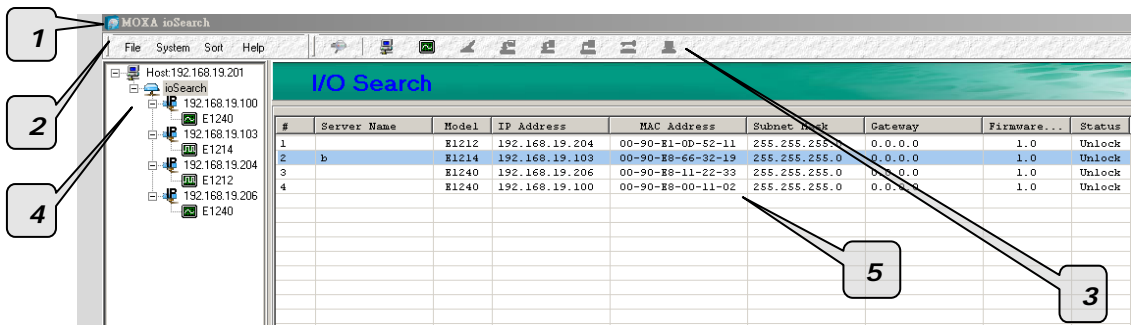 MOXA ioSearch
1
File System Sort Help
Host:192.168.19.201
ioSearch
192.168.19.100
E1240
192.168.19.103
E1214
192.168.19.204
E1212
192.168.19.206
E1240
2
4
I/O Search
# Server Name Model IP Address MAC Address Subnet Mask Gateway Firmware... Status
1 E1212 192.168.19.204 00-90-E1-0D-52-11 255.255.255.0 0.0.0.0 1.0 Unlock
2 b E1214 192.168.19.103 00-90-E8-66-32-19 255.255.255.0 0.0.0.0 1.0 Unlock
3 E1240 192.168.19.206 00-90-E8-11-22-33 255.255.255.0 0.0.0.0 1.0 Unlock
4 E1240 192.168.19.100 00-90-E8-00-11-02 255.255.255.0 0.0.0.0 1.0 Unlock
5
3